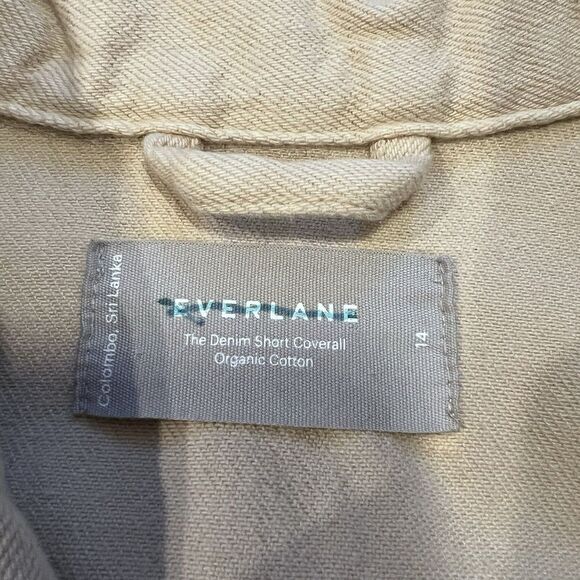 Colombo, Sri Lanka
EVERLANE
The Denim Short Coverall
Organic Cotton
14